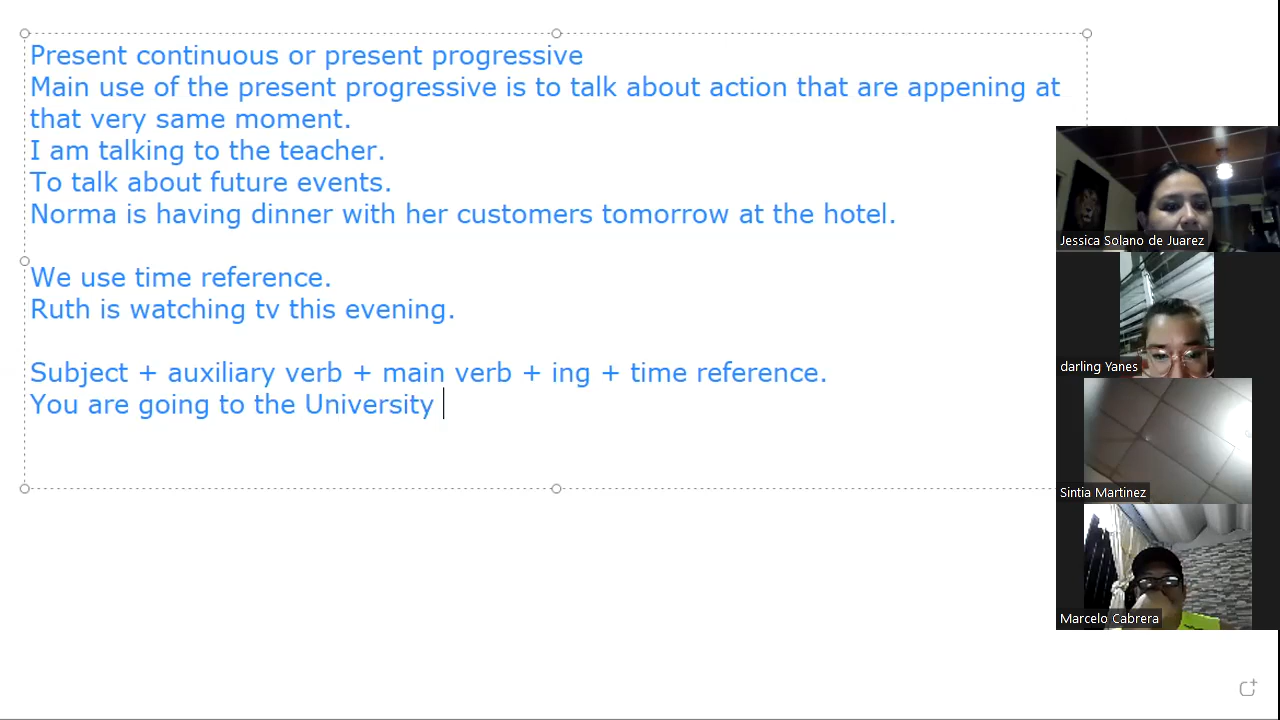 Present continuous or present progressive
Main use of the present progressive is to talk about action that are appening at
that very same moment.
I am talking to the teacher.
To talk about future events.
Norma is having dinner with her customers tomorrow at the hotel.
We use time reference.
Ruth is watching tv this evening.
Subject + auxiliary verb + main verb + ing + time reference.
You are going to the University
Jessica Solano de Juarez
darling Yanes
Sintia Martinez
Marcelo Cabrera